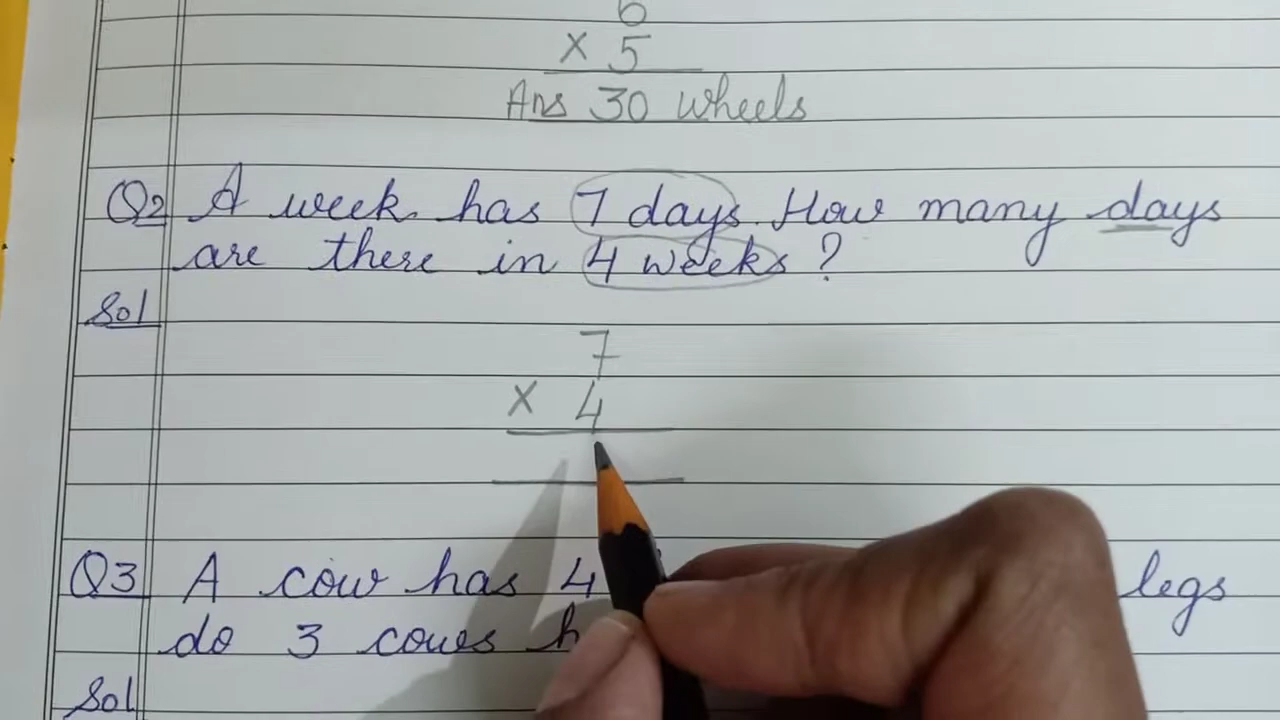 6
× 5
Ans 30 wheels
Q2 A week has 7 days. How many days
are there in 4 weeks ?
Sol
7
× 4
Q3 A cow has 4 legs
do 3 cows
Sol